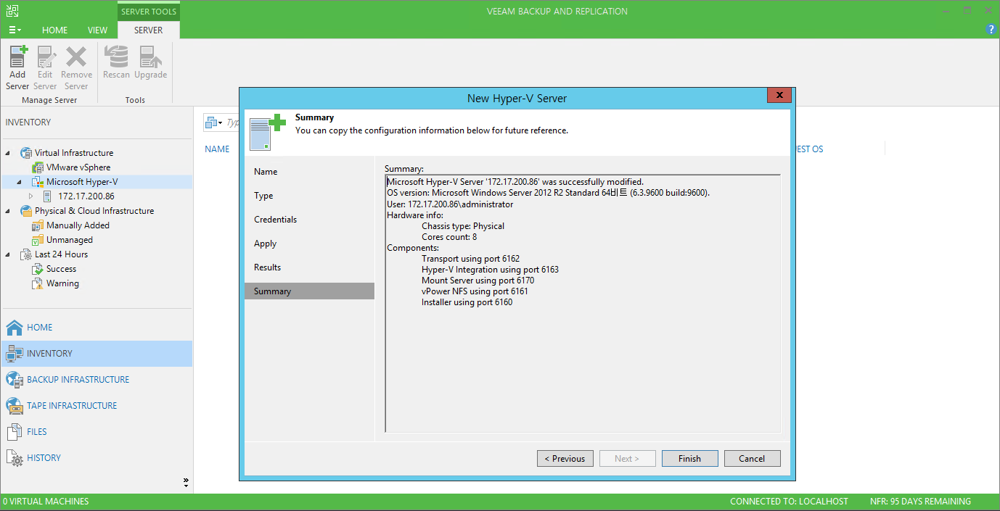 SERVER TOOLS
VEEAM BACKUP AND REPLICATION
HOME VIEW SERVER
Add Server
Edit Server
Remove Server
Rescan
Upgrade
Manage Server
Tools
INVENTORY
Virtual Infrastructure
VMware vSphere
Microsoft Hyper-V
172.17.200.86
Physical & Cloud Infrastructure
Manually Added
Unmanaged
Last 24 Hours
Success
Warning
HOME
INVENTORY
BACKUP INFRASTRUCTURE
TAPE INFRASTRUCTURE
FILES
HISTORY
NAME
EST OS
New Hyper-V Server
Summary
You can copy the configuration information below for future reference.
Name
Type
Credentials
Apply
Results
Summary
Summary:
Microsoft Hyper-V Server '172.17.200.86' was successfully modified.
OS version: Microsoft Windows Server 2012 R2 Standard 64비트 (6.3.9600 build:9600).
User: 172.17.200.86\administrator
Hardware info:
Chassis type: Physical
Cores count: 8
Components:
Transport using port 6162
Hyper-V Integration using port 6163
Mount Server using port 6170
vPower NFS using port 6161
Installer using port 6160
< Previous
Next >
Finish
Cancel
0 VIRTUAL MACHINES
CONNECTED TO: LOCALHOST
NFR: 95 DAYS REMAINING